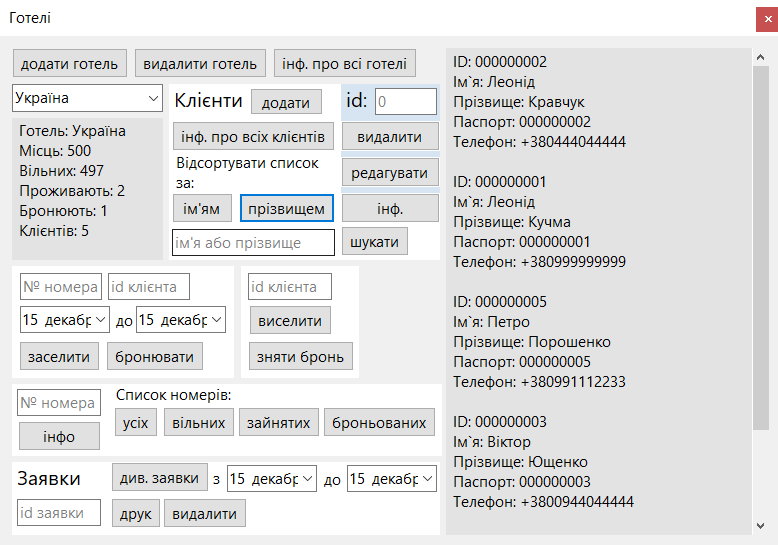 Готелі
додати готель видалити готель інф. про всі готелі
Україна
Готель: Україна
Місць: 500
Вільних: 497
Проживають: 2
Бронюють: 1
Клієнтів: 5
Клієнти додати id: 0
інф. про всіх клієнтів видалити
Відсортувати список
за:
редагувати
ім'ям прізвищем інф.
ім'я або прізвище шукати
№ номера id клієнта
15 декабр до 15 декабр
заселити бронювати
id клієнта
виселити
зняти бронь
№ номера
інфо
Список номерів:
усіх вільних зайнятих броньованих
Заявки див. заявки з 15 декабр до 15 декабр
id заявки друк видалити
ID: 000000002
Ім`я: Леонід
Прізвище: Кравчук
Паспорт: 000000002
Телефон: +380444044444
ID: 000000001
Ім`я: Леонід
Прізвище: Кучма
Паспорт: 000000001
Телефон: +380999999999
ID: 000000005
Ім`я: Петро
Прізвище: Порошенко
Паспорт: 000000005
Телефон: +380991112233
ID: 000000003
Ім`я: Віктор
Прізвище: Ющенко
Паспорт: 000000003
Телефон: +3800944044444